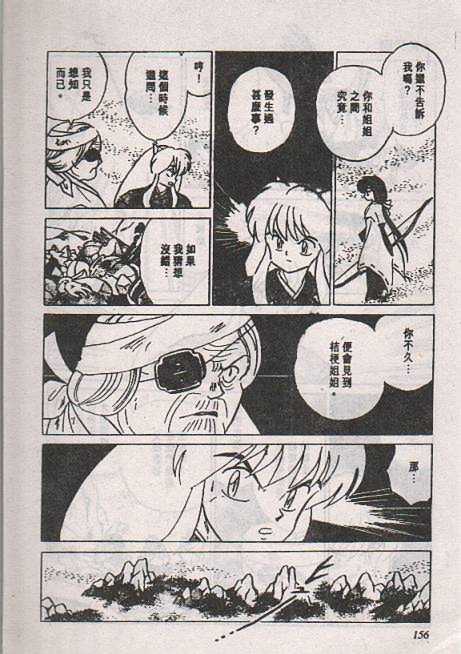 你還不告訴
我嗎？
你和姐姐
之間
究竟…
發生過
甚麼事？
哼！
這個時候
還問…
我只是
想知
而已。
如果
我猜想
沒錯…
你不久…
便會見到
桔梗姐姐。
那…
156